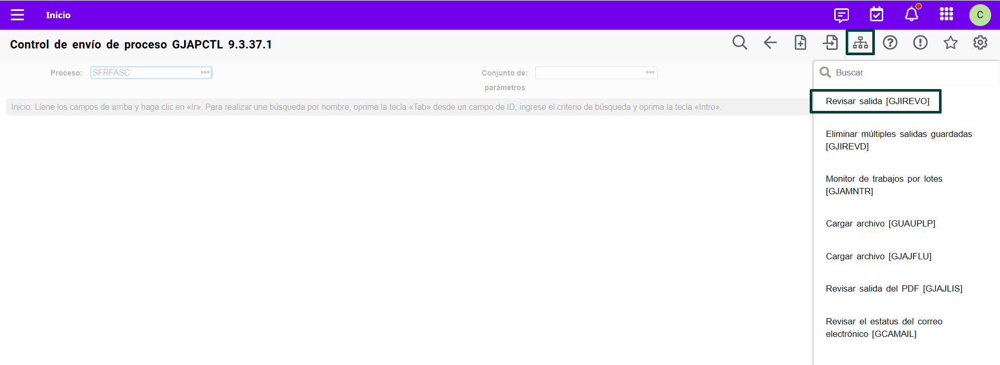 Inicio
C
Control de envío de proceso GJAPCTL 9.3.37.1
Proceso: SFRFASC
Conjunto de:
parámetros
Inicio: Llene los campos de arriba y haga clic en «Ir». Para realizar una búsqueda por nombre, oprima la tecla «Tab» desde un campo de ID, ingrese el criterio de búsqueda y oprima la tecla «Intro».
Buscar
Revisar salida [GJIREVO]
Eliminar múltiples salidas guardadas
[GJIREVD]
Monitor de trabajos por lotes
[GJAMNTR]
Cargar archivo [GUAUPLP]
Cargar archivo [GJAJFLU]
Revisar salida del PDF [GJAJLIS]
Revisar el estatus del correo
electrónico [GCAMAIL]